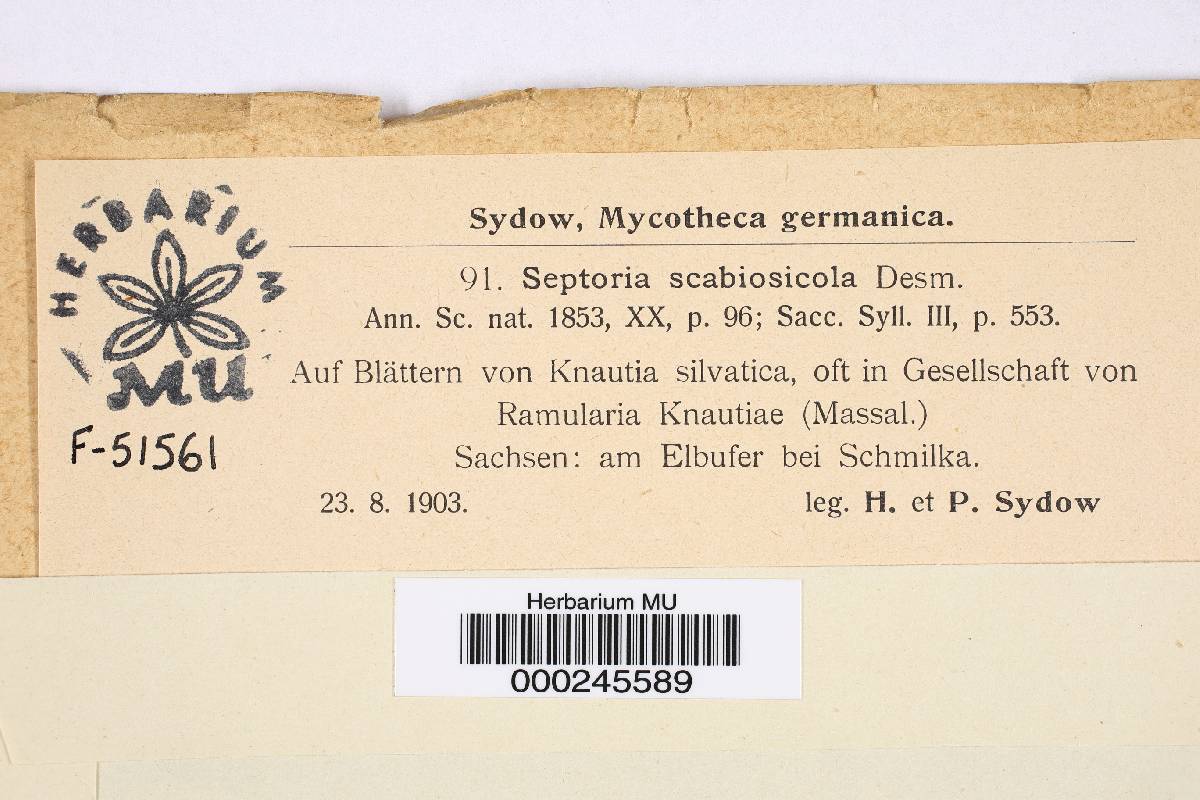 HERBARIUM
MU
F-51561
Sydow, Mycotheca germanica.
91. Septoria scabiosicola Desm.
Ann. Sc. nat. 1853, XX, p. 96; Sacc. Syll. III, p. 553.
Auf Blättern von Knautia silvatica, oft in Gesellschaft von
Ramularia Knautiae (Massal.)
Sachsen: am Elbufer bei Schmilka.
23. 8. 1903. leg. H. et P. Sydow
Herbarium MU
000245589